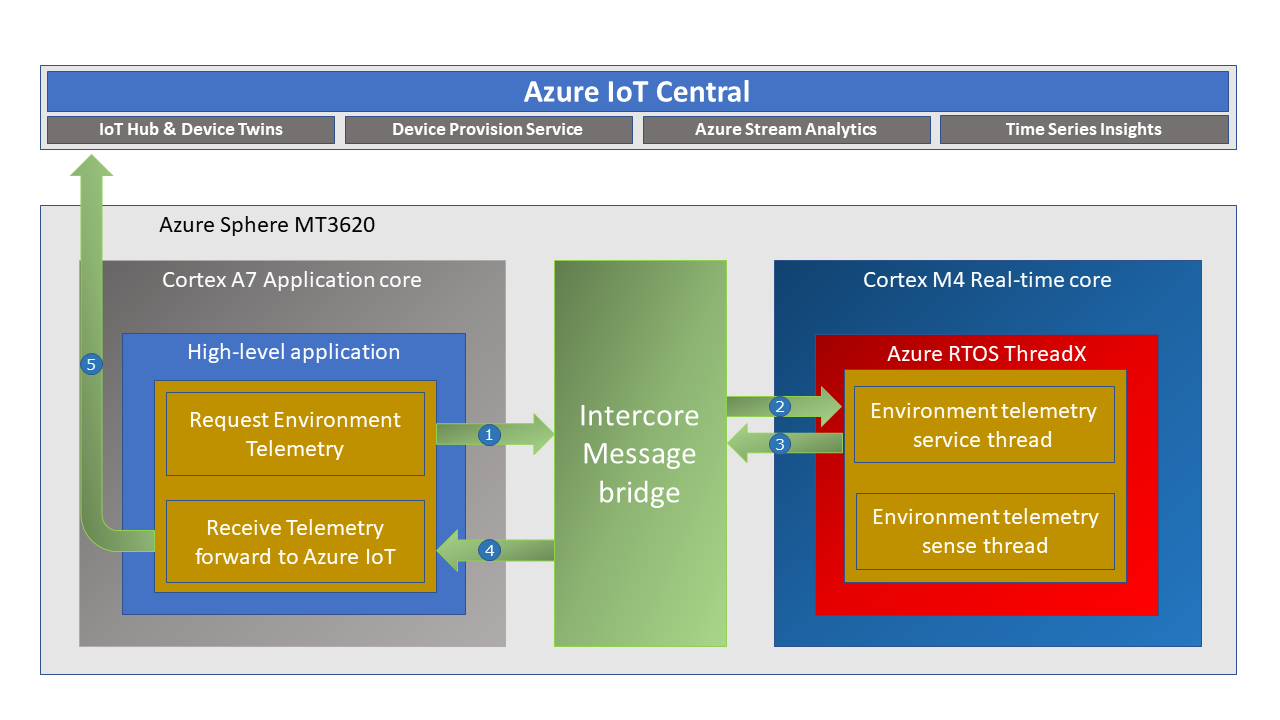 Azure IoT Central
IoT Hub & Device Twins
Device Provision Service
Azure Stream Analytics
Time Series Insights
Azure Sphere MT3620
Cortex A7 Application core
High-level application
Request Environment
Telemetry
Receive Telemetry
forward to Azure IoT
5
1
4
Intercore
Message
bridge
2
3
Cortex M4 Real-time core
Azure RTOS ThreadX
Environment telemetry
service thread
Environment telemetry
sense thread